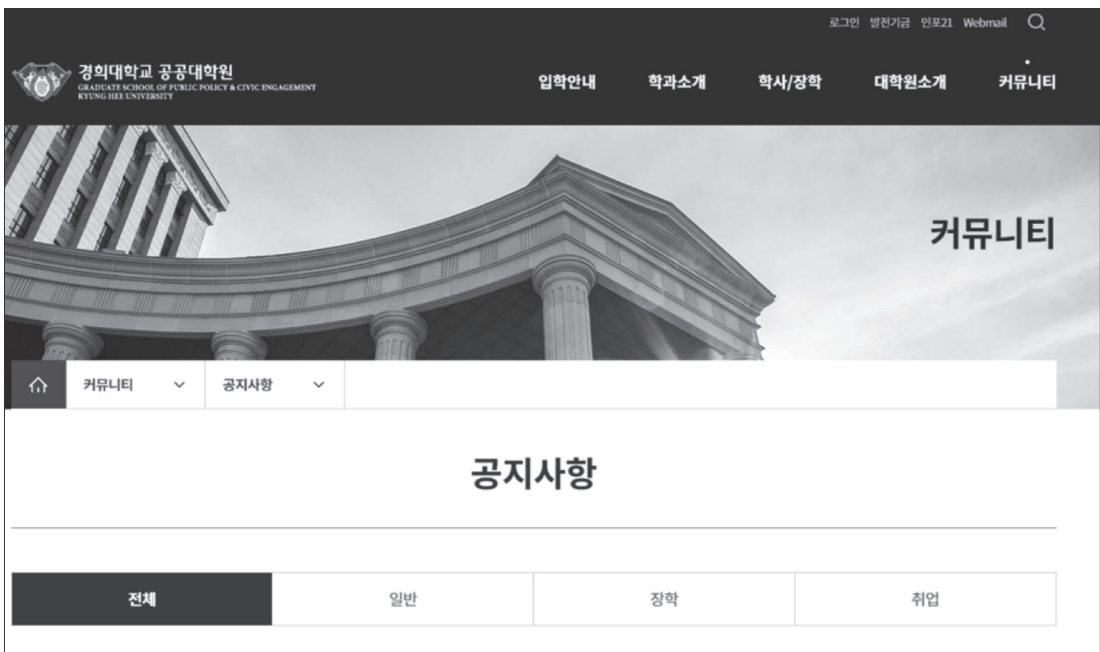 로그인 발전기금 인포21 Webmail
경희대학교 공공대학원
GRADUATE SCHOOL OF PUBLIC POLICY & CIVIC ENGAGEMENT
KYUNG HEE UNIVERSITY
입학안내 학과소개 학사/장학 대학원소개 커뮤니티
커뮤니티
커뮤니티 공지사항
공지사항
전체 일반 장학 취업